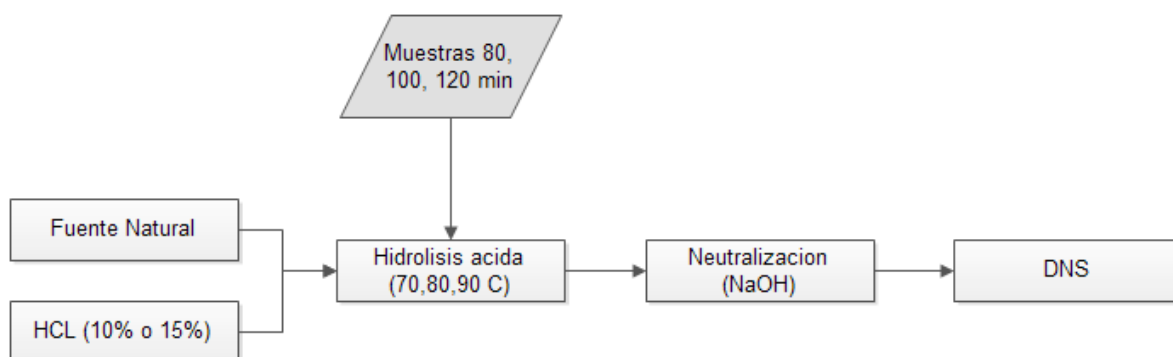 Muestras 80,
100, 120 min
Fuente Natural
HCL (10% o 15%)
Hidrolisis acida
(70,80,90 C)
Neutralizacion
(NaOH)
DNS